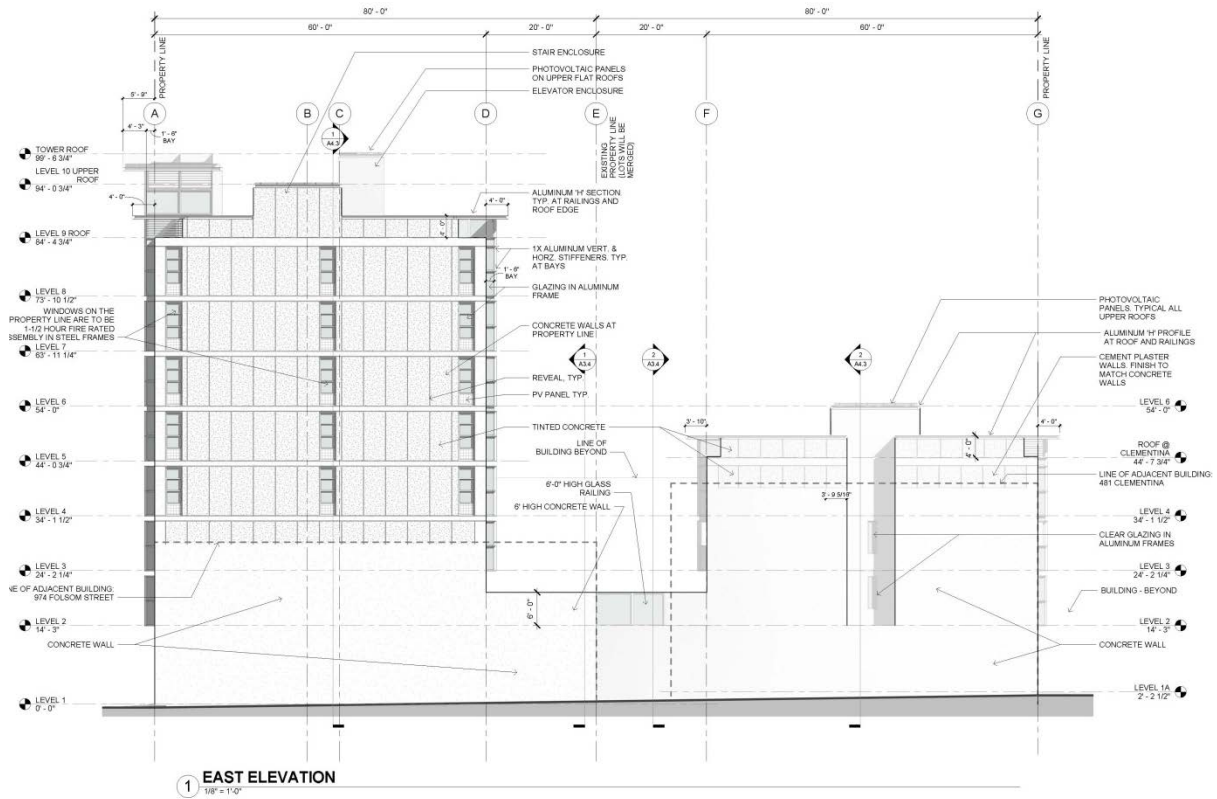 80' - 0"
80' - 0"
60' - 0"
20' - 0"
20' - 0"
60' - 0"
PROPERTY LINE
PROPERTY LINE
STAIR ENCLOSURE
PHOTOVOLTAIC PANELS
ON UPPER FLAT ROOFS
ELEVATOR ENCLOSURE
5' - 9"
4' - 3"
1' - 6"
BAY
A
B
C
D
E
F
G
1
A4.3
EXISTING
PROPERTY LINE
(LOTS WILL BE
MERGED)
TOWER ROOF
99' - 6 3/4"
LEVEL 10 UPPER
ROOF
94' - 0 3/4"
4' - 0"
LEVEL 9 ROOF
84' - 4 3/4"
LEVEL 8
73' - 10 1/2"
WINDOWS ON THE
PROPERTY LINE ARE TO BE
1-1/2 HOUR FIRE RATED
SSEMBLY IN STEEL FRAMES
LEVEL 7
63' - 11 1/4"
LEVEL 6
54' - 0"
LEVEL 5
44' - 0 3/4"
LEVEL 4
34' - 1 1/2"
LEVEL 3
24' - 2 1/4"
NE OF ADJACENT BUILDING:
974 FOLSOM STREET
LEVEL 2
14' - 3"
CONCRETE WALL
LEVEL 1
0' - 0"
ALUMINUM 'H' SECTION
TYP. AT RAILINGS AND
ROOF EDGE
4' - 0"
4' - 0"
1X ALUMINUM VERT. &
HORZ. STIFFENERS. TYP.
AT BAYS
1' - 6"
BAY
GLAZING IN ALUMINUM
FRAME
CONCRETE WALLS AT
PROPERTY LINE
1
A3.4
2
A3.4
2
A4.3
REVEAL, TYP
PV PANEL TYP.
TINTED CONCRETE
LINE OF
BUILDING BEYOND
6'-0" HIGH GLASS
RAILING
6' HIGH CONCRETE WALL
6' - 0"
3' - 10"
4' - 0"
3' - 9 5/16"
4' - 0"
PHOTOVOLTAIC
PANELS. TYPICAL ALL
UPPER ROOFS
ALUMINUM 'H' PROFILE
AT ROOF AND RAILINGS
CEMENT PLASTER
WALLS. FINISH TO
MATCH CONCRETE
WALLS
LEVEL 6
54' - 0"
ROOF @
CLEMENTINA
44' - 7 3/4"
LINE OF ADJACENT BUILDING:
481 CLEMENTINA
LEVEL 4
34' - 1 1/2"
CLEAR GLAZING IN
ALUMINUM FRAMES
LEVEL 3
24' - 2 1/4"
BUILDING - BEYOND
LEVEL 2
14' - 3"
CONCRETE WALL
LEVEL 1A
2' - 2 1/2"
1
EAST ELEVATION
1/8" = 1'-0"